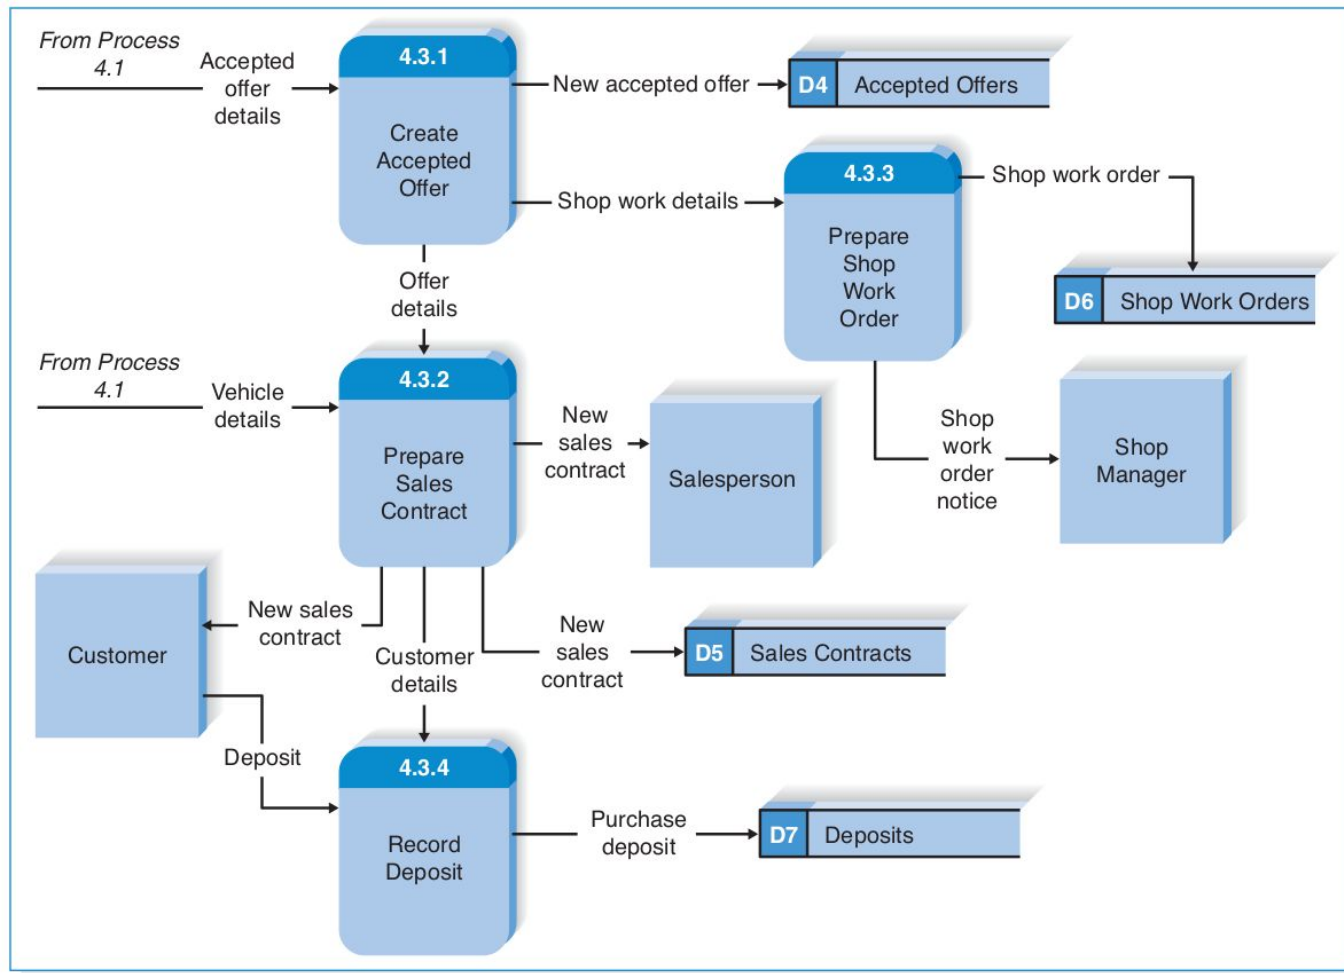 From Process
4.1
Accepted
offer
details
4.3.1
Create
Accepted
Offer
New accepted offer
D4
Accepted Offers
Shop work details
4.3.3
Prepare
Shop
Work
Order
Shop work order
D6
Shop Work Orders
Offer
details
From Process
4.1
Vehicle
details
4.3.2
Prepare
Sales
Contract
New
sales
contract
Salesperson
Shop
work
order
notice
Shop
Manager
Customer
New sales
contract
Customer
details
New
sales
contract
D5
Sales Contracts
Deposit
4.3.4
Record
Deposit
Purchase
deposit
D7
Deposits